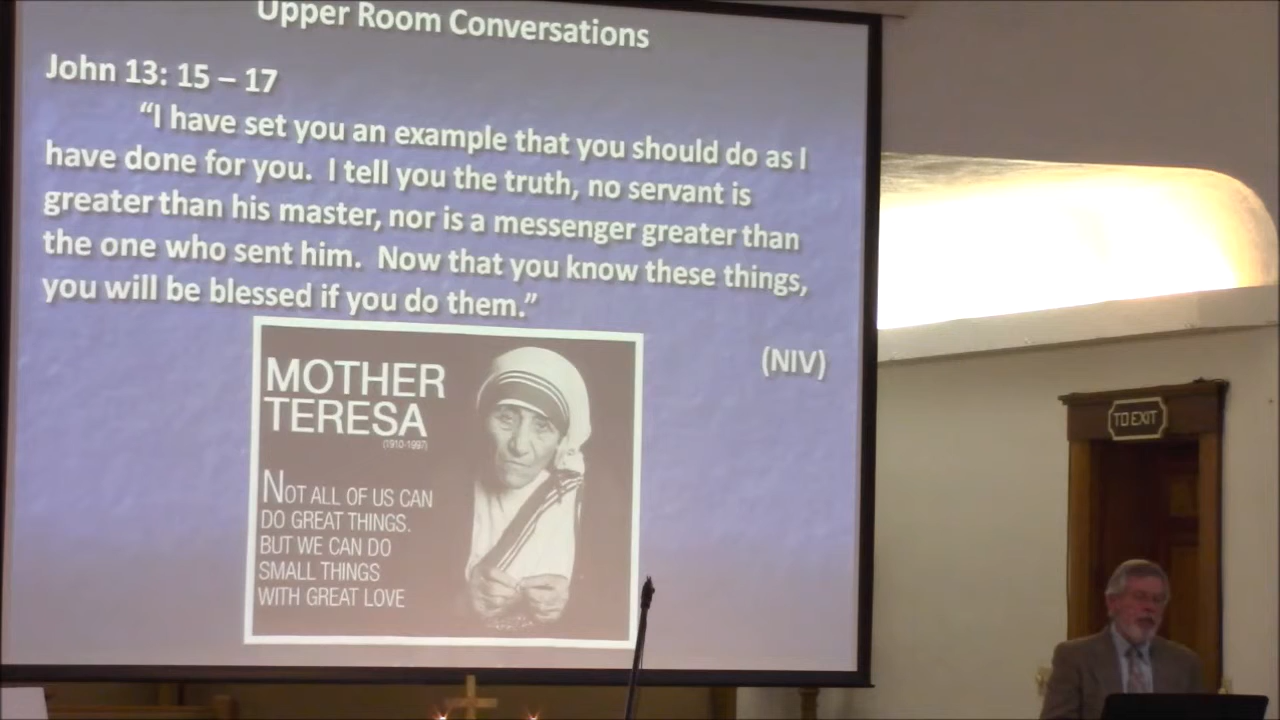 Upper Room Conversations
John 13: 15 – 17
“I have set you an example that you should do as I
have done for you.  I tell you the truth, no servant is
greater than his master, nor is a messenger greater than
the one who sent him.  Now that you know these things,
you will be blessed if you do them.”
(NIV)
MOTHER
TERESA
(1910-1997)
NOT ALL OF US CAN
DO GREAT THINGS.
BUT WE CAN DO
SMALL THINGS
WITH GREAT LOVE
TO EXIT